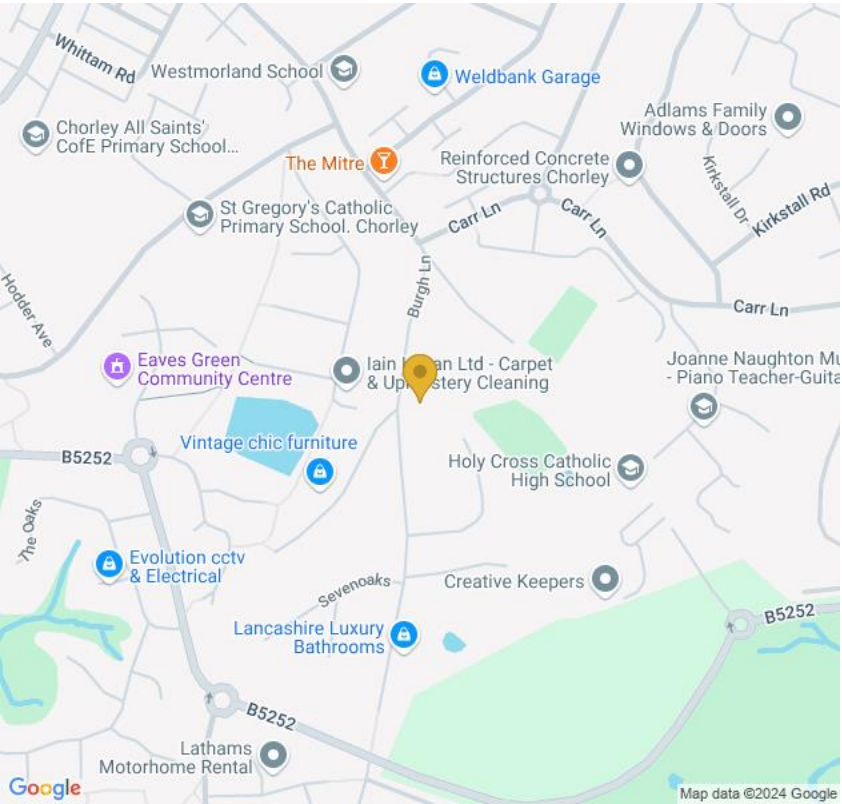 Whittam Rd
Westmorland School
Weldbank Garage
Adlams Family
Windows & Doors
Chorley All Saints'
CofE Primary School...
The Mitre
Reinforced Concrete
Structures Chorley
Kirkstall Dr
Kirkstall Rd
St Gregory's Catholic
Primary School. Chorley
Carr Ln
Carr Ln
Burgh Ln
Hodder Ave
Carr Ln
Eaves Green
Community Centre
Iain Ltd - Carpet
& Cleaning
Joanne Naughton Mu
- Piano Teacher-Guita
Vintage chic furniture
B5252
Holy Cross Catholic
High School
The Oaks
Evolution cctv
& Electrical
Sevenoaks
Creative Keepers
B5252
Lancashire Luxury
Bathrooms
B5252
Lathams
Motorhome Rental
Google
Map data ©2024 Google